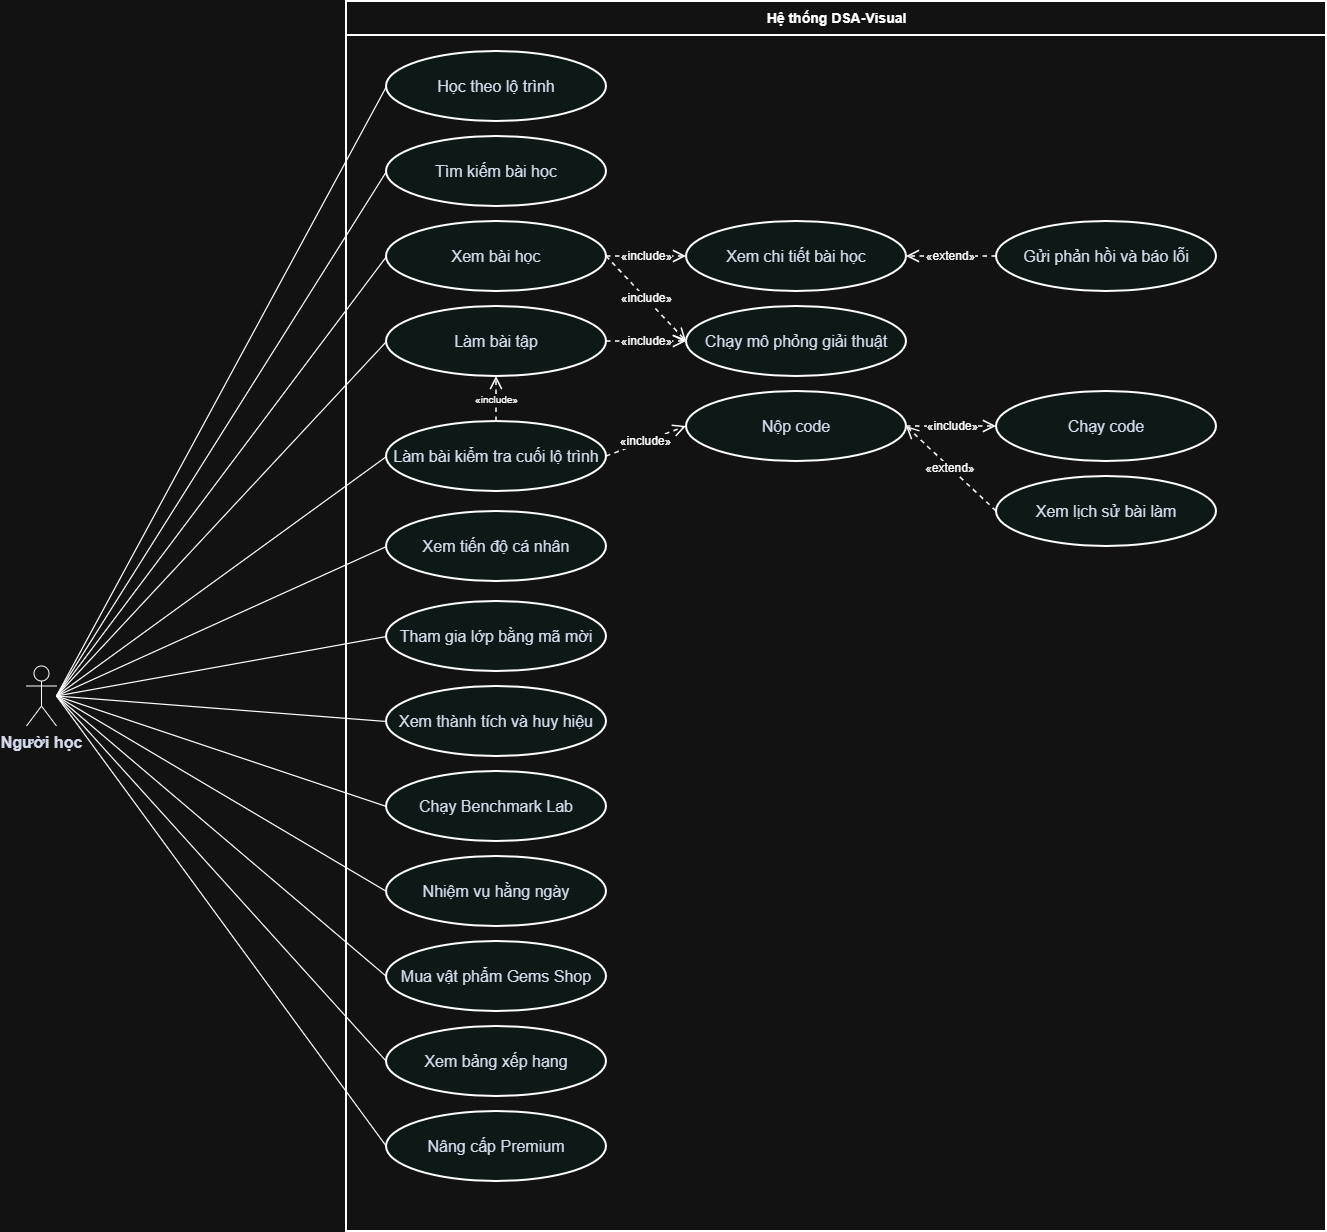 Hệ thống DSA-Visual
Học theo lộ trình
Tìm kiếm bài học
Xem bài học
«include»
Xem chi tiết bài học
«extend»
Gửi phản hồi và báo lỗi
«include»
Làm bài tập
«include»
Chạy mô phỏng giải thuật
«include»
Làm bài kiểm tra cuối lộ trình
«include»
Nộp code
«include»
Chạy code
«extend»
Xem lịch sử bài làm
Xem tiến độ cá nhân
Tham gia lớp bằng mã mời
Người học
Xem thành tích và huy hiệu
Chạy Benchmark Lab
Nhiệm vụ hằng ngày
Mua vật phẩm Gems Shop
Xem bảng xếp hạng
Nâng cấp Premium